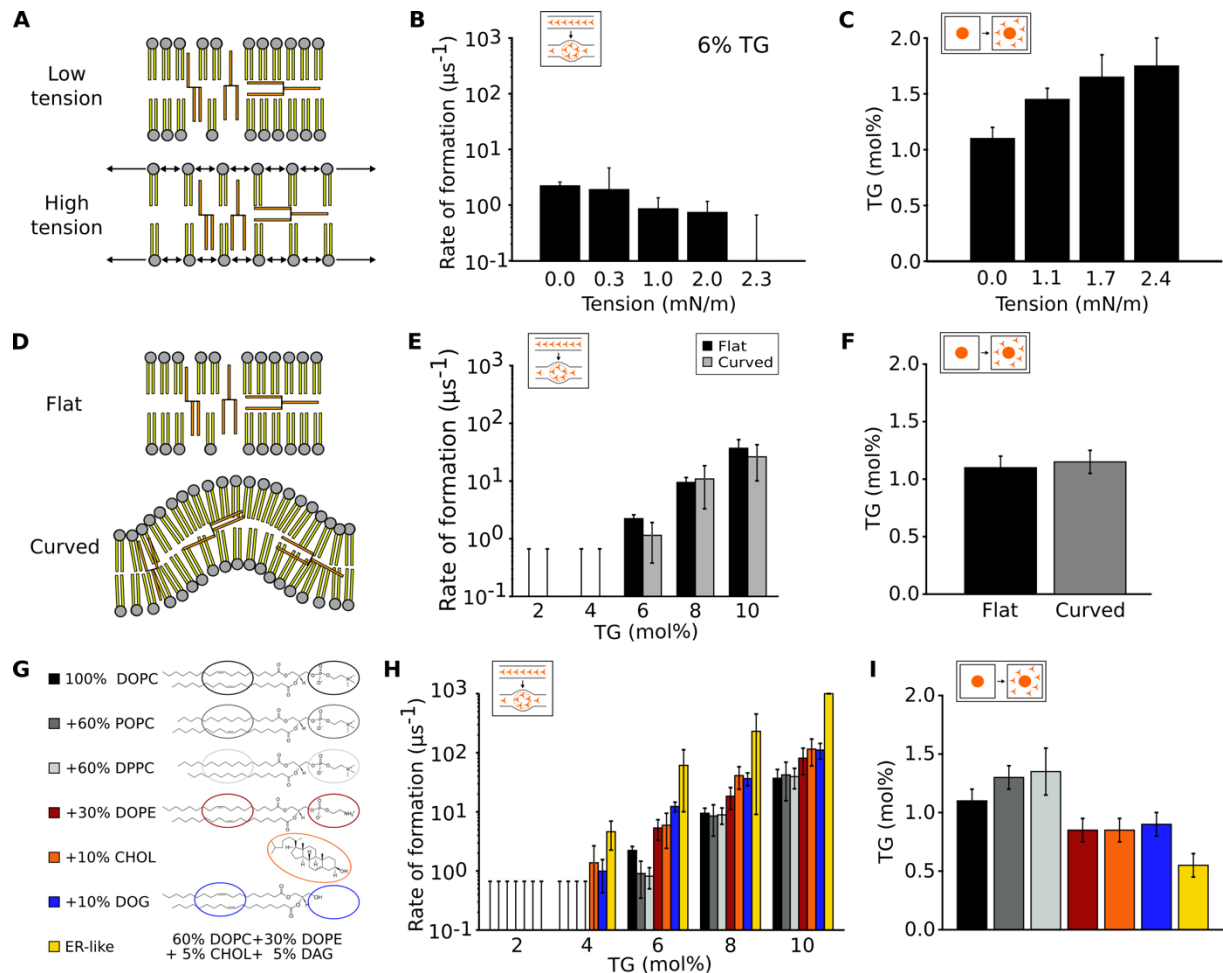 A
Low
tension
High
tension
B
6% TG
Rate of formation (µs⁻¹)
10³
10²
10¹
10⁰
10⁻¹
0.0 0.3 1.0 2.0 2.3
Tension (mN/m)
C
TG (mol%)
2.0
1.5
1.0
0.5
0.0
0.0 1.1 1.7 2.4
Tension (mN/m)
D
Flat
Curved
E
Flat
Curved
Rate of formation (µs⁻¹)
10³
10²
10¹
10⁰
10⁻¹
2 4 6 8 10
TG (mol%)
F
TG (mol%)
2.0
1.5
1.0
0.5
0.0
Flat Curved
G
100% DOPC
+60% POPC
+60% DPPC
+30% DOPE
+10% CHOL
+10% DOG
ER-like
60% DOPC+30% DOPE
+ 5% CHOL+ 5% DAG
H
Rate of formation (µs⁻¹)
10³
10²
10¹
10⁰
10⁻¹
2 4 6 8 10
TG (mol%)
I
TG (mol%)
2.0
1.5
1.0
0.5
0.0